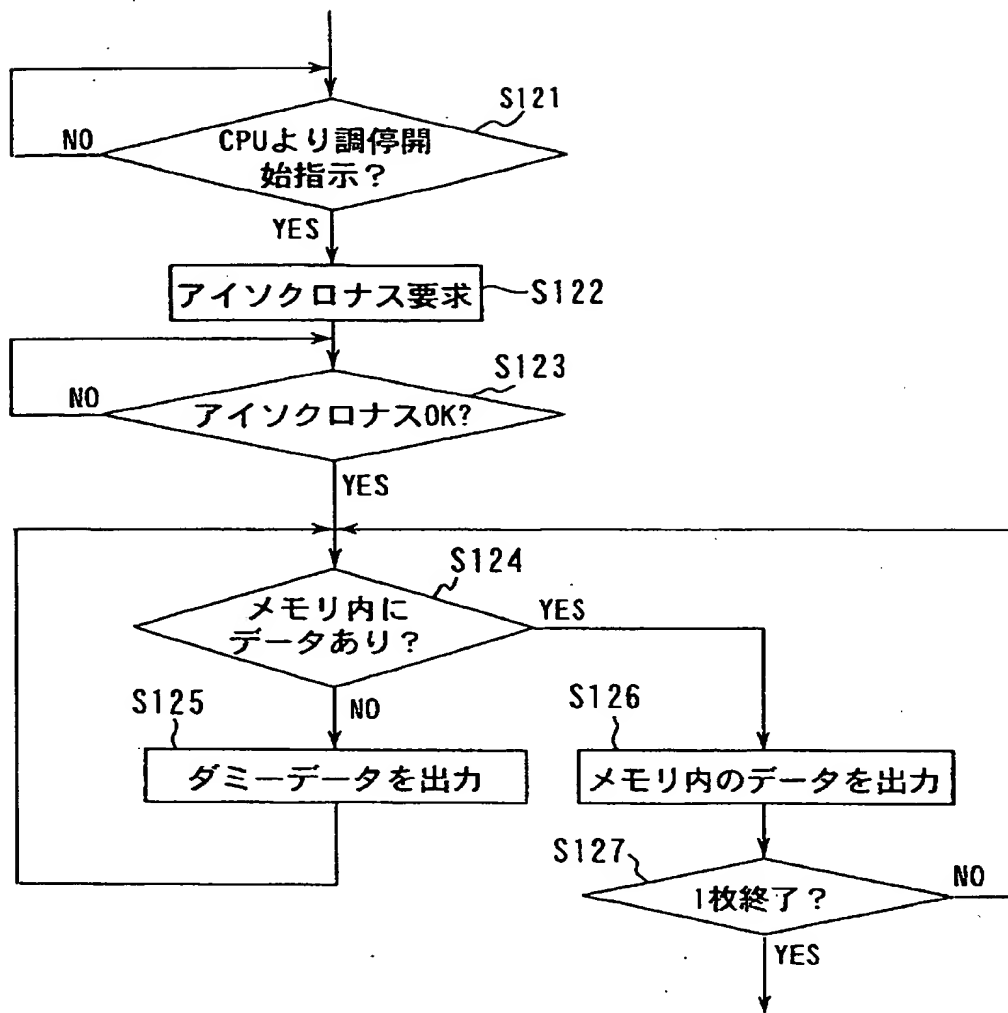 S121
CPUより調停開
始指示？
NO
YES
アイソクロナス要求
S122
S123
アイソクロナスOK?
NO
YES
S124
メモリ内に
データあり？
YES
NO
S125
ダミーデータを出力
S126
メモリ内のデータを出力
S127
1枚終了？
NO
YES